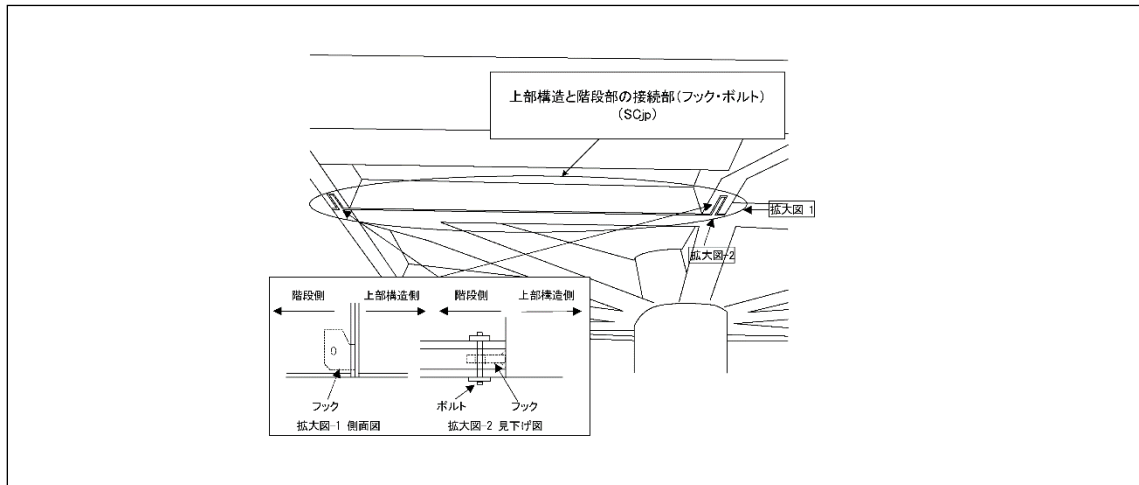 上部構造と階段部の接続部(フック・ボルト)
(SCjp)
拡大図 1
拡大図-2
階段側 上部構造側 階段側 上部構造側
フック ボルト フック
拡大図-1 側面図 拡大図-2 見下げ図